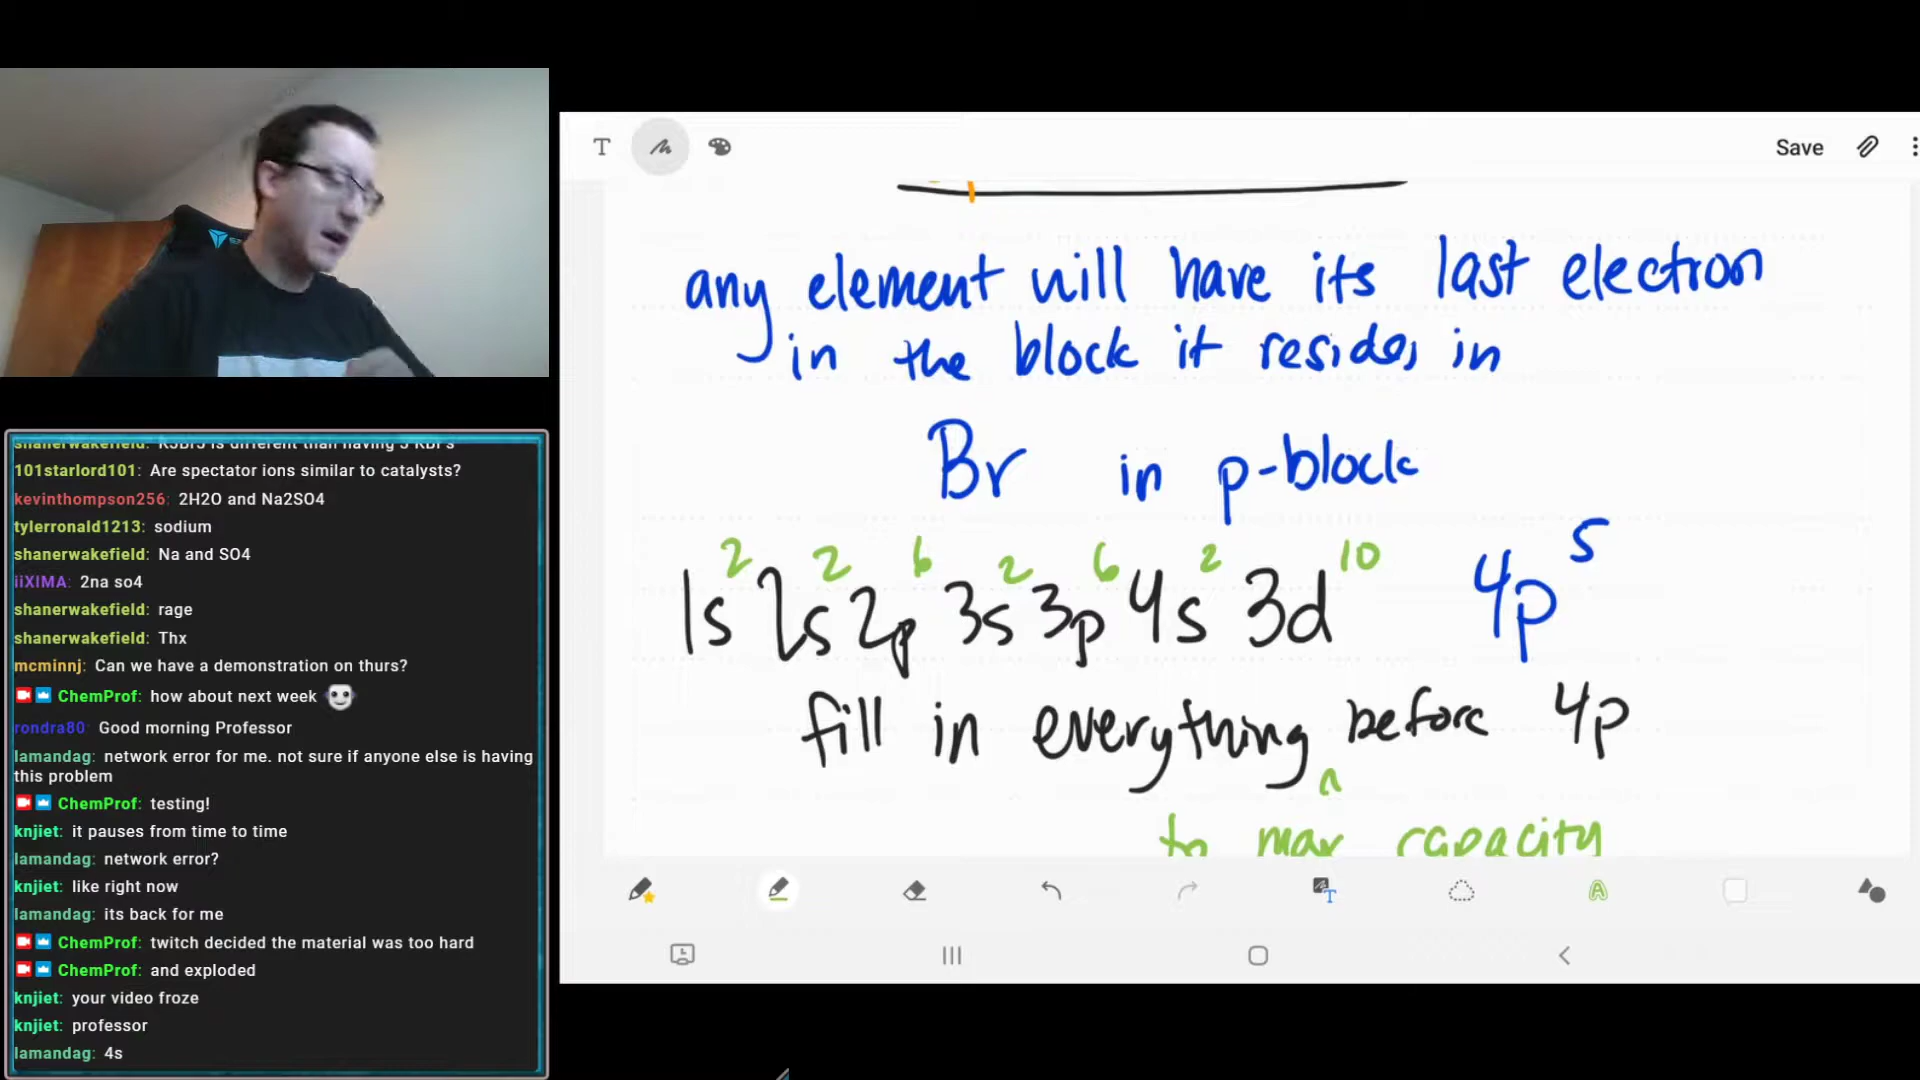 101starlord101: Are spectator ions similar to catalysts?
kevinthompson256: 2H2O and Na2SO4
tylerronald1213: sodium
shanerwakefield: Na and SO4
iiXIMA: 2na so4
shanerwakefield: rage
shanerwakefield: Thx
mcminnj: Can we have a demonstration on thurs?
ChemProf: how about next week
rondra80: Good morning Professor
lamandag: network error for me. not sure if anyone else is having
this problem
ChemProf: testing!
knjiet: it pauses from time to time
lamandag: network error?
knjiet: like right now
lamandag: its back for me
ChemProf: twitch decided the material was too hard
ChemProf: and exploded
knjiet: your video froze
knjiet: professor
lamandag: 4s
T Save
any element will have its last electron
in the block it resides in
Br in p-block
1s² 2s² 2p⁶ 3s² 3p⁶ 4s² 3d¹⁰ 4p⁵
fill in everything before 4p
to max capacity